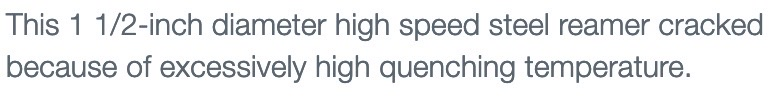 This 1 1/2-inch diameter high speed steel reamer cracked
because of excessively high quenching temperature.